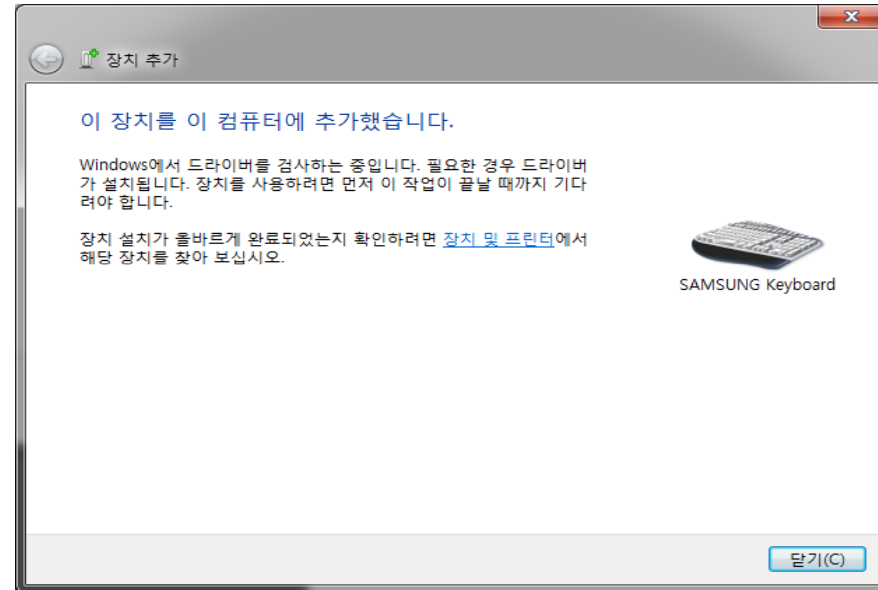 장치 추가
이 장치를 이 컴퓨터에 추가했습니다.
Windows에서 드라이버를 검사하는 중입니다. 필요한 경우 드라이버
가 설치됩니다. 장치를 사용하려면 먼저 이 작업이 끝날 때까지 기다
려야 합니다.
장치 설치가 올바르게 완료되었는지 확인하려면 장치 및 프린터에서
해당 장치를 찾아 보십시오.
SAMSUNG Keyboard
닫기(C)